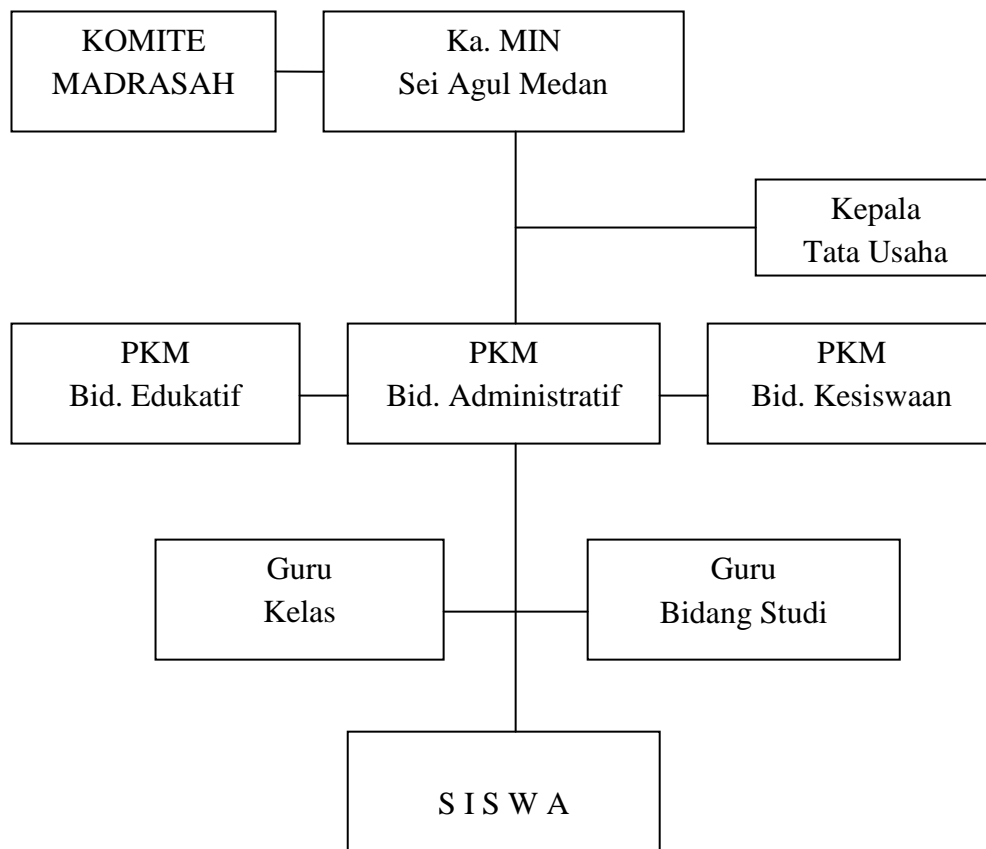 KOMITE
MADRASAH
Ka. MIN
Sei Agul Medan
Kepala
Tata Usaha
PKM
Bid. Edukatif
PKM
Bid. Administratif
PKM
Bid. Kesiswaan
Guru
Kelas
Guru
Bidang Studi
S I S W A